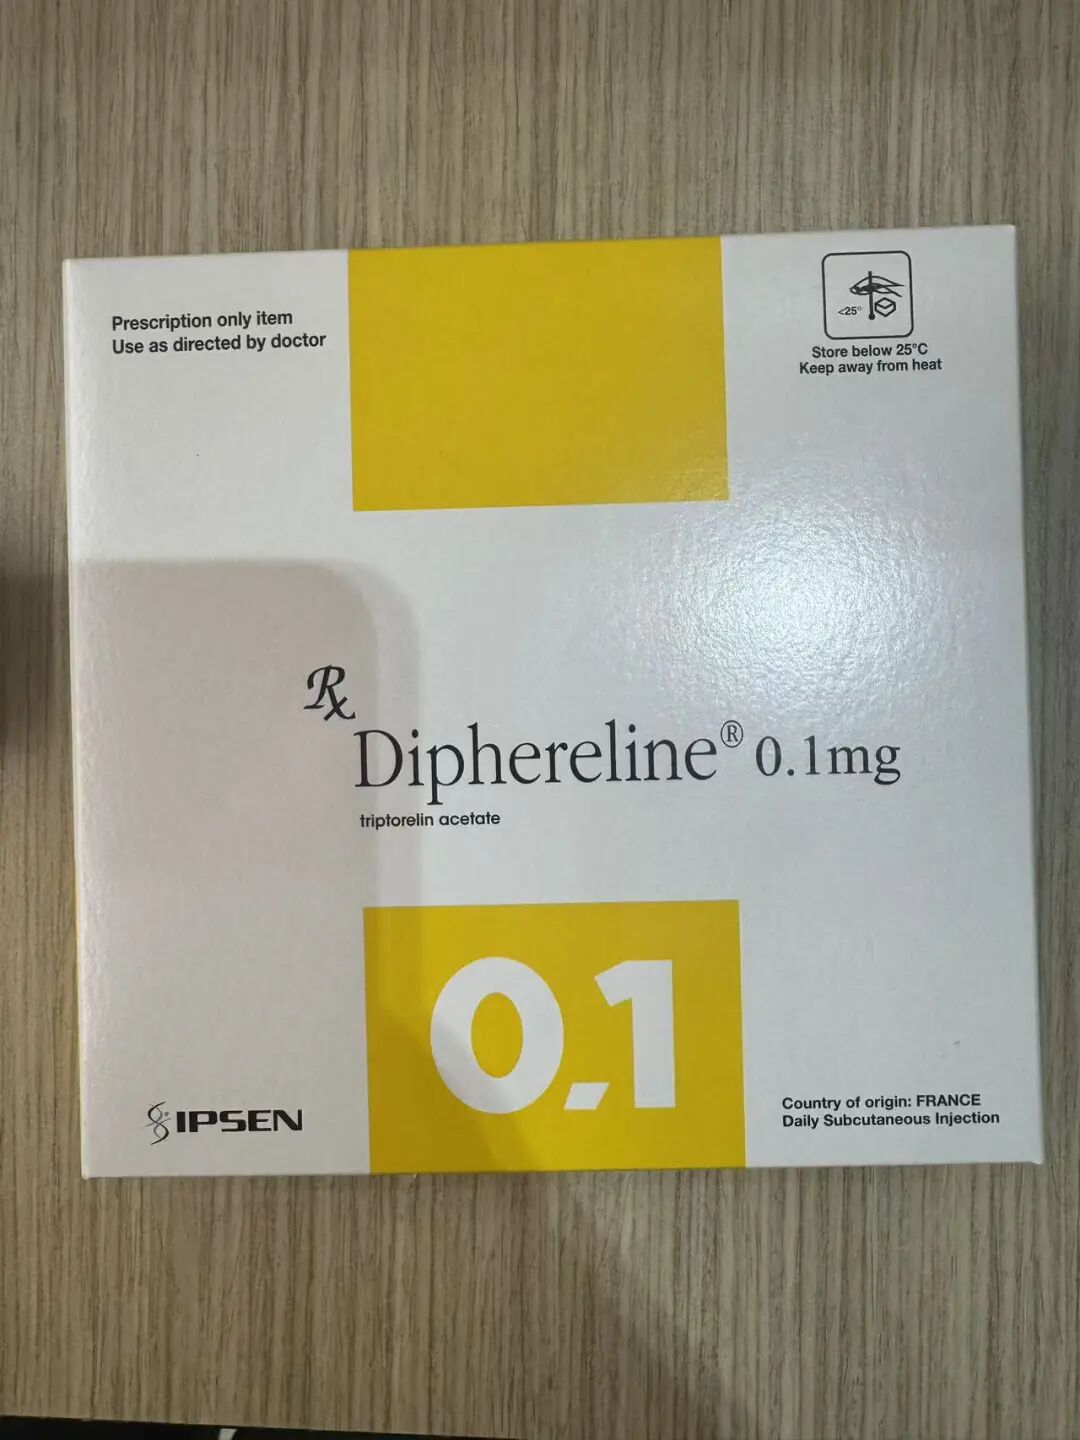 Prescription only item
Use as directed by doctor
<25°
Store below 25°C
Keep away from heat
Rx
Diphereline® 0.1mg
triptorelin acetate
0,1
IPSEN
Country of origin: FRANCE
Daily Subcutaneous Injection